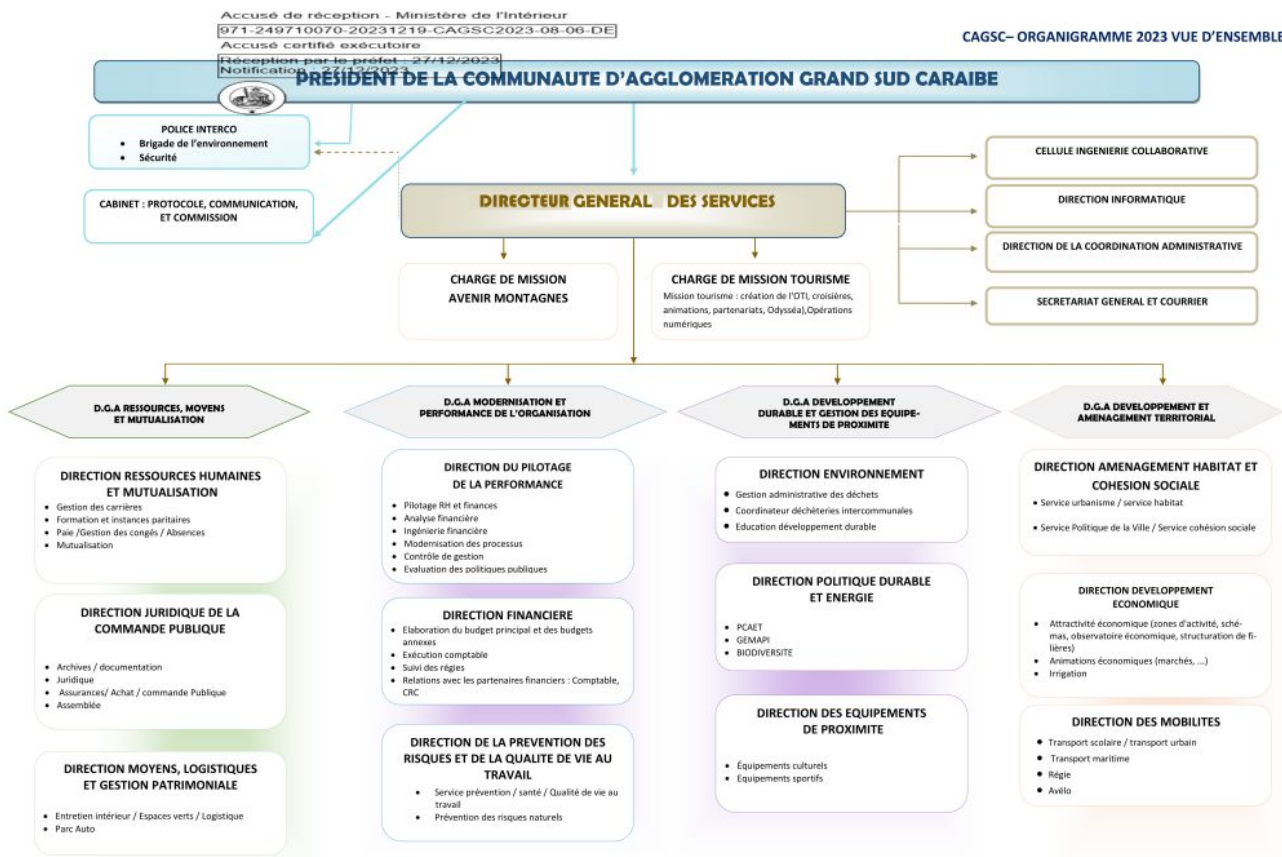 Accusé de réception - Ministère de l'Intérieur
971-249710070-20231219-CAGSC2023-08-06-DE
Accusé certifié exécutoire
Réception par le préfet : 27/12/2023
Notification : 27/12/2023
CAGSC– ORGANIGRAMME 2023 VUE D'ENSEMBLE
PRESIDENT DE LA COMMUNAUTE D'AGGLOMERATION GRAND SUD CARAIBE
POLICE INTERCO
• Brigade de l'environnement
• Sécurité
CABINET : PROTOCOLE, COMMUNICATION,
ET COMMISSION
DIRECTEUR GENERAL DES SERVICES
CELLULE INGENIERIE COLLABORATIVE
DIRECTION INFORMATIQUE
DIRECTION DE LA COORDINATION ADMINISTRATIVE
SECRETARIAT GENERAL ET COURRIER
CHARGE DE MISSION
AVENIR MONTAGNES
CHARGE DE MISSION TOURISME
Mission tourisme : création de l'OTI, croisières,
animations, partenariats, Odysséa),Opérations
numériques
D.G.A RESSOURCES, MOYENS
ET MUTUALISATION
DIRECTION RESSOURCES HUMAINES
ET MUTUALISATION
• Gestion des carrières
• Formation et instances paritaires
• Paie /Gestion des congés / Absences
• Mutualisation
DIRECTION JURIDIQUE DE LA
COMMANDE PUBLIQUE
• Archives / documentation
• Juridique
• Assurances/ Achat / commande Publique
• Assemblée
DIRECTION MOYENS, LOGISTIQUES
ET GESTION PATRIMONIALE
• Entretien intérieur / Espaces verts / Logistique
• Parc Auto
D.G.A MODERNISATION ET
PERFORMANCE DE L'ORGANISATION
DIRECTION DU PILOTAGE
DE LA PERFORMANCE
• Pilotage RH et finances
• Analyse financière
• Ingénierie financière
• Modernisation des processus
• Contrôle de gestion
• Evaluation des politiques publiques
DIRECTION FINANCIERE
• Elaboration du budget principal et des budgets
annexes
• Exécution comptable
• Suivi des régies
• Relations avec les partenaires financiers : Comptable,
CRC
DIRECTION DE LA PREVENTION DES
RISQUES ET DE LA QUALITE DE VIE AU
TRAVAIL
• Service prévention / santé / Qualité de vie au
travail
• Prévention des risques naturels
D.G.A DEVELOPPEMENT
DURABLE ET GESTION DES EQUIPE-
MENTS DE PROXIMITE
DIRECTION ENVIRONNEMENT
• Gestion administrative des déchets
• Coordinateur déchèteries intercommunales
• Education développement durable
DIRECTION POLITIQUE DURABLE
ET ENERGIE
• PCAET
• GEMAPI
• BIODIVERSITE
DIRECTION DES EQUIPEMENTS
DE PROXIMITE
• Équipements culturels
• Equipements sportifs
D.G.A DEVELOPPEMENT ET
AMENAGEMENT TERRITORIAL
DIRECTION AMENAGEMENT HABITAT ET
COHESION SOCIALE
• Service urbanisme / service habitat
• Service Politique de la Ville / Service cohésion sociale
DIRECTION DEVELOPPEMENT
ECONOMIQUE
• Attractivité économique (zones d'activité, sché-
mas, observatoire économique, structuration de fi-
lières)
• Animations économiques (marchés, ...)
• Irrigation
DIRECTION DES MOBILITES
• Transport scolaire / transport urbain
• Transport maritime
• Régie
• Avélo